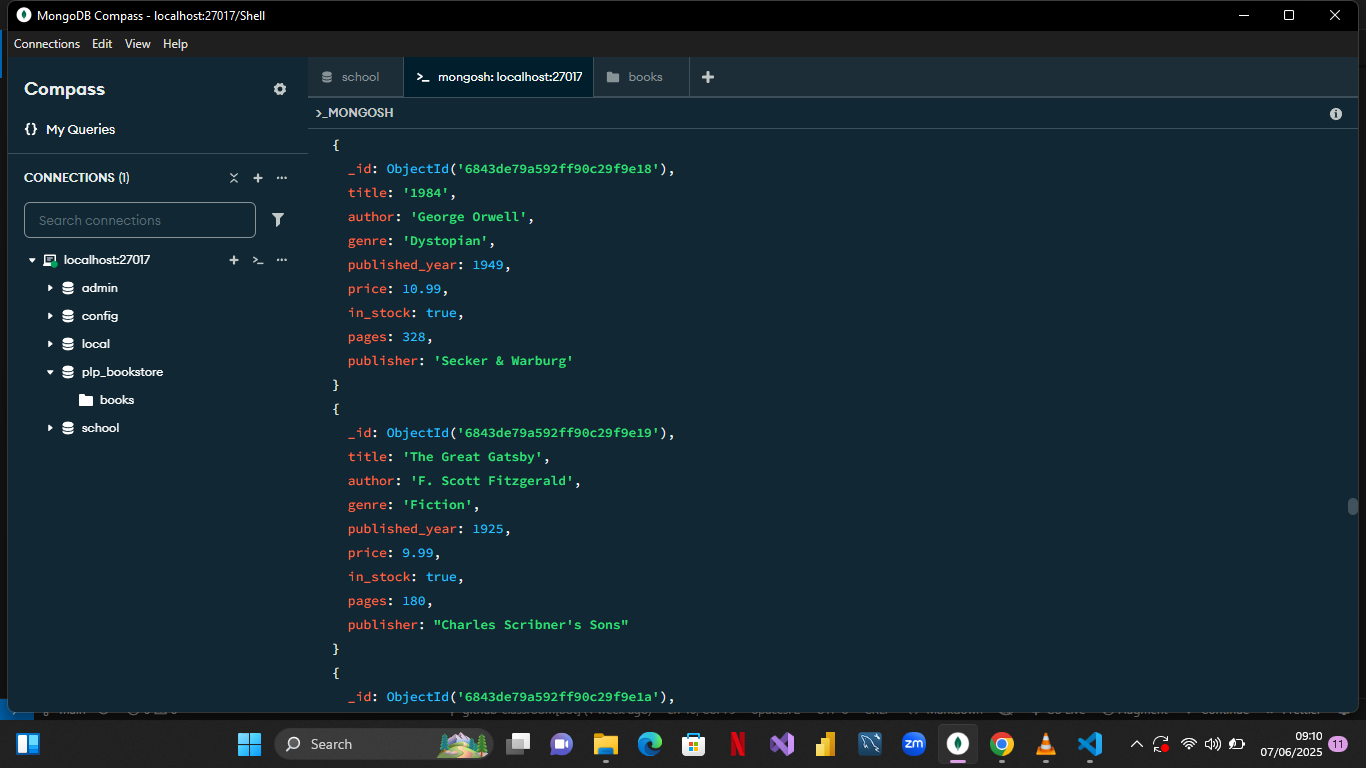 MongoDB Compass - localhost:27017/Shell
Connections Edit View Help
Compass
{} My Queries
CONNECTIONS (1)
Search connections
localhost:27017
admin
config
local
plp_bookstore
books
school
school
>_ mongosh: localhost:27017
books
>_MONGOSH
{
_id: ObjectId('6843de79a592ff90c29f9e18'),
title: '1984',
author: 'George Orwell',
genre: 'Dystopian',
published_year: 1949,
price: 10.99,
in_stock: true,
pages: 328,
publisher: 'Secker & Warburg'
}
{
_id: ObjectId('6843de79a592ff90c29f9e19'),
title: 'The Great Gatsby',
author: 'F. Scott Fitzgerald',
genre: 'Fiction',
published_year: 1925,
price: 9.99,
in_stock: true,
pages: 180,
publisher: "Charles Scribner's Sons"
}
{
_id: ObjectId('6843de79a592ff90c29f9e1a'),
Search
zm
09:10
07/06/2025
11